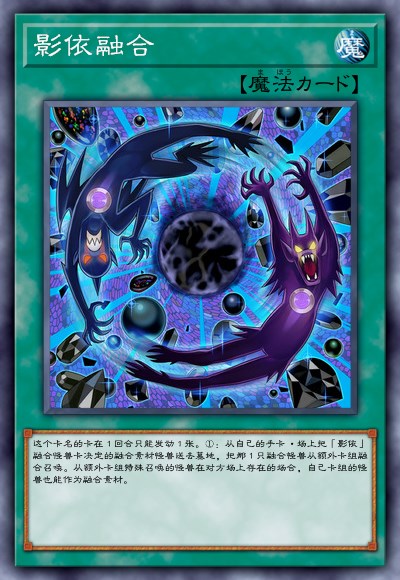 影依融合
魔
【魔法カード】
这个卡名的卡在1回合只能发动1张。①：从自己的手卡·场上把「影依」
融合怪兽卡决定的融合素材怪兽送去墓地，把那1只融合怪兽从额外卡组融
合召唤。从额外卡组特殊召唤的怪兽在对方场上存在的场合，自己卡组的怪
兽也能作为融合素材。